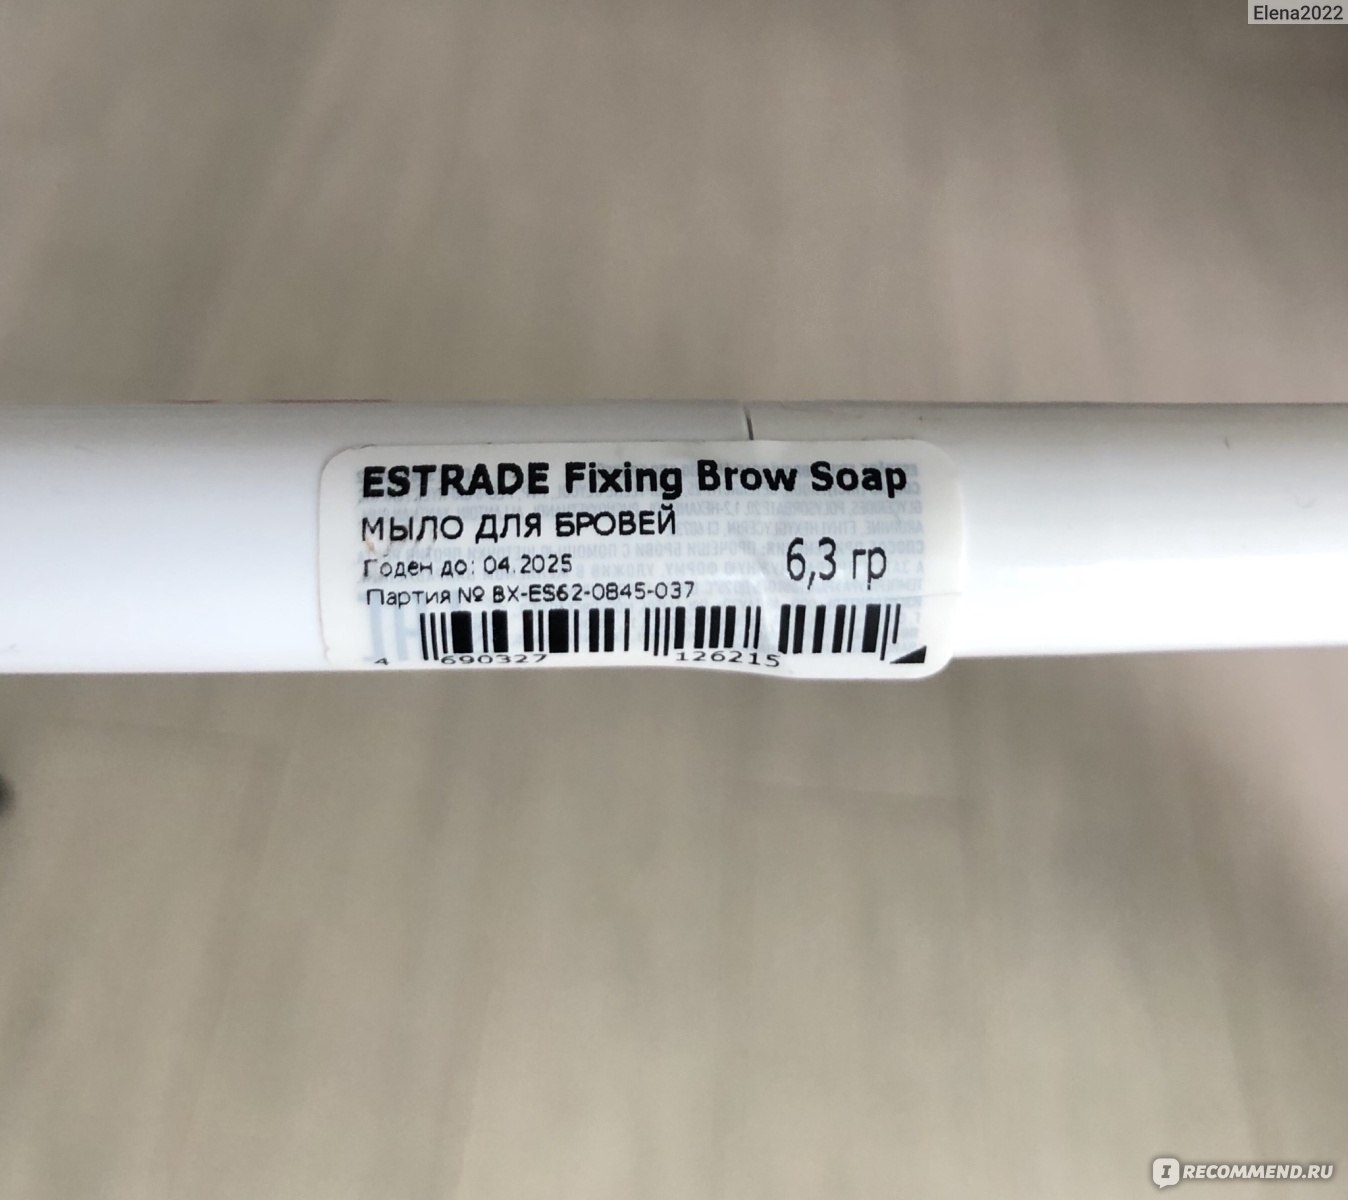 Elena2022
ESTRADE Fixing Brow Soap
МЫЛО ДЛЯ БРОВЕЙ
6,3 гр
Годен до: 04.2025
Партия № BX-ES62-0845-037
4 690327 126215
IRECOMMEND.RU